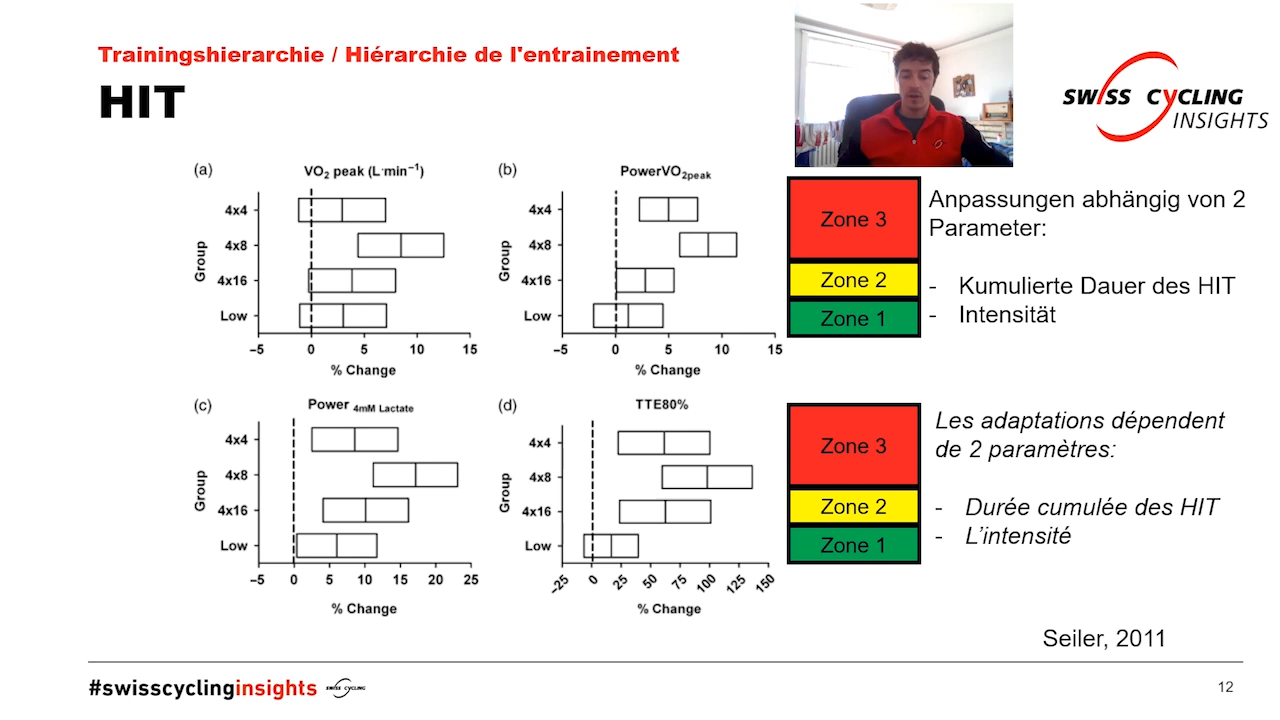 Trainingshierarchie / Hiérarchie de l'entrainement
HIT
SWISS CYCLING
INSIGHTS
(a)
VO2 peak (L·min−1)
Group
4x4
4x8
4x16
Low
−5 0 5 10 15
% Change
(b)
PowerVO2peak
Group
4x4
4x8
4x16
Low
−5 0 5 10 15
% Change
Zone 3
Zone 2
Zone 1
Anpassungen abhängig von 2
Parameter:
- Kumulierte Dauer des HIT
- Intensität
(c)
Power 4mM Lactate
Group
4x4
4x8
4x16
Low
−5 0 5 10 15 20 25
% Change
(d)
TTE80%
Group
4x4
4x8
4x16
Low
−25 0 25 50 75 100 125 150
% Change
Zone 3
Zone 2
Zone 1
Les adaptations dépendent
de 2 paramètres:
- Durée cumulée des HIT
- L’intensité
Seiler, 2011
#swisscyclinginsights
SWISS CYCLING
12